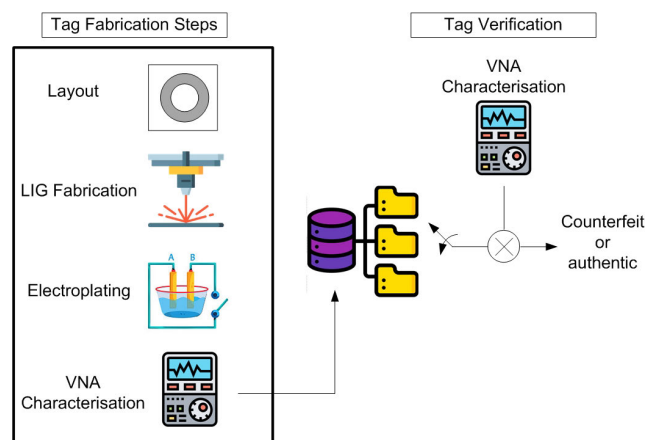 Tag Fabrication Steps
Tag Verification
Layout
LIG Fabrication
A B
Electroplating
VNA
Characterisation
VNA
Characterisation
Counterfeit
or
authentic